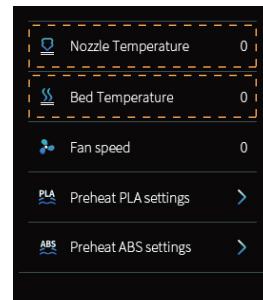 Nozzle Temperature 0
Bed Temperature 0
Fan speed 0
PLA Preheat PLA settings
ABS Preheat ABS settings